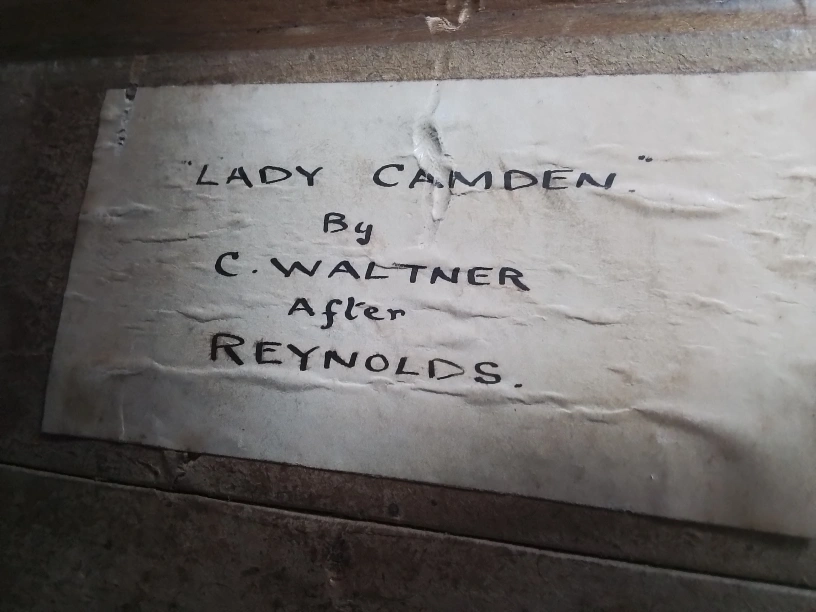 "LADY CAMDEN."
By
C. WALTNER
After
REYNOLDS.